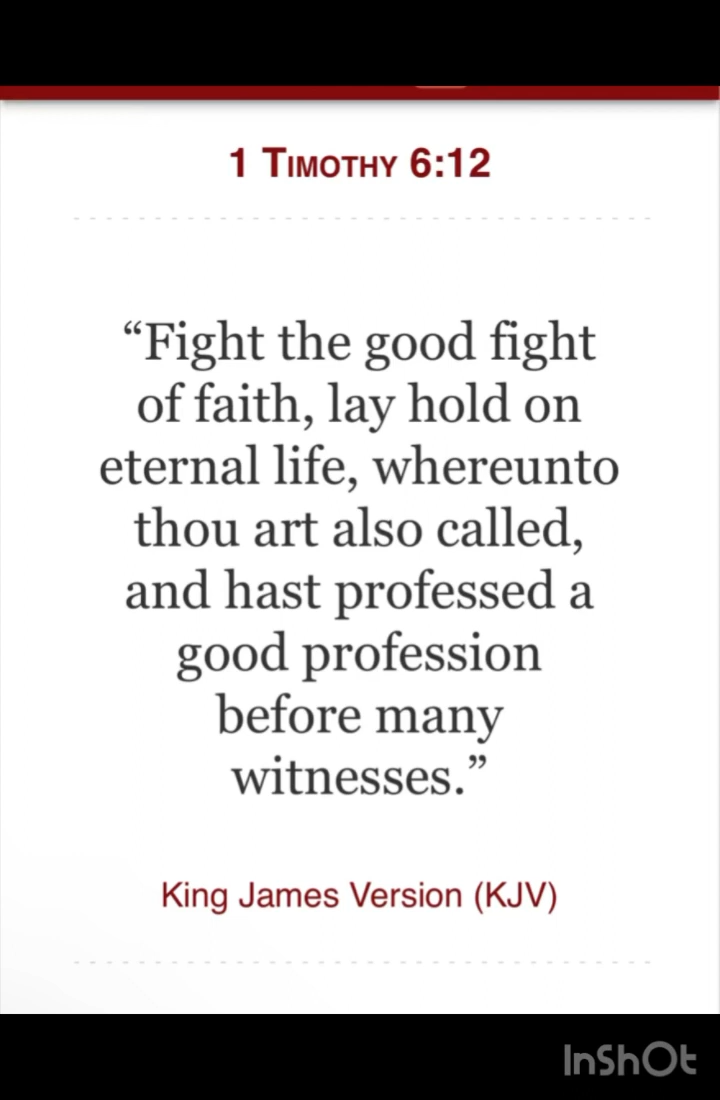 1 TIMOTHY 6:12
“Fight the good fight
of faith, lay hold on
eternal life, whereunto
thou art also called,
and hast professed a
good profession
before many
witnesses.”
King James Version (KJV)
InShOt